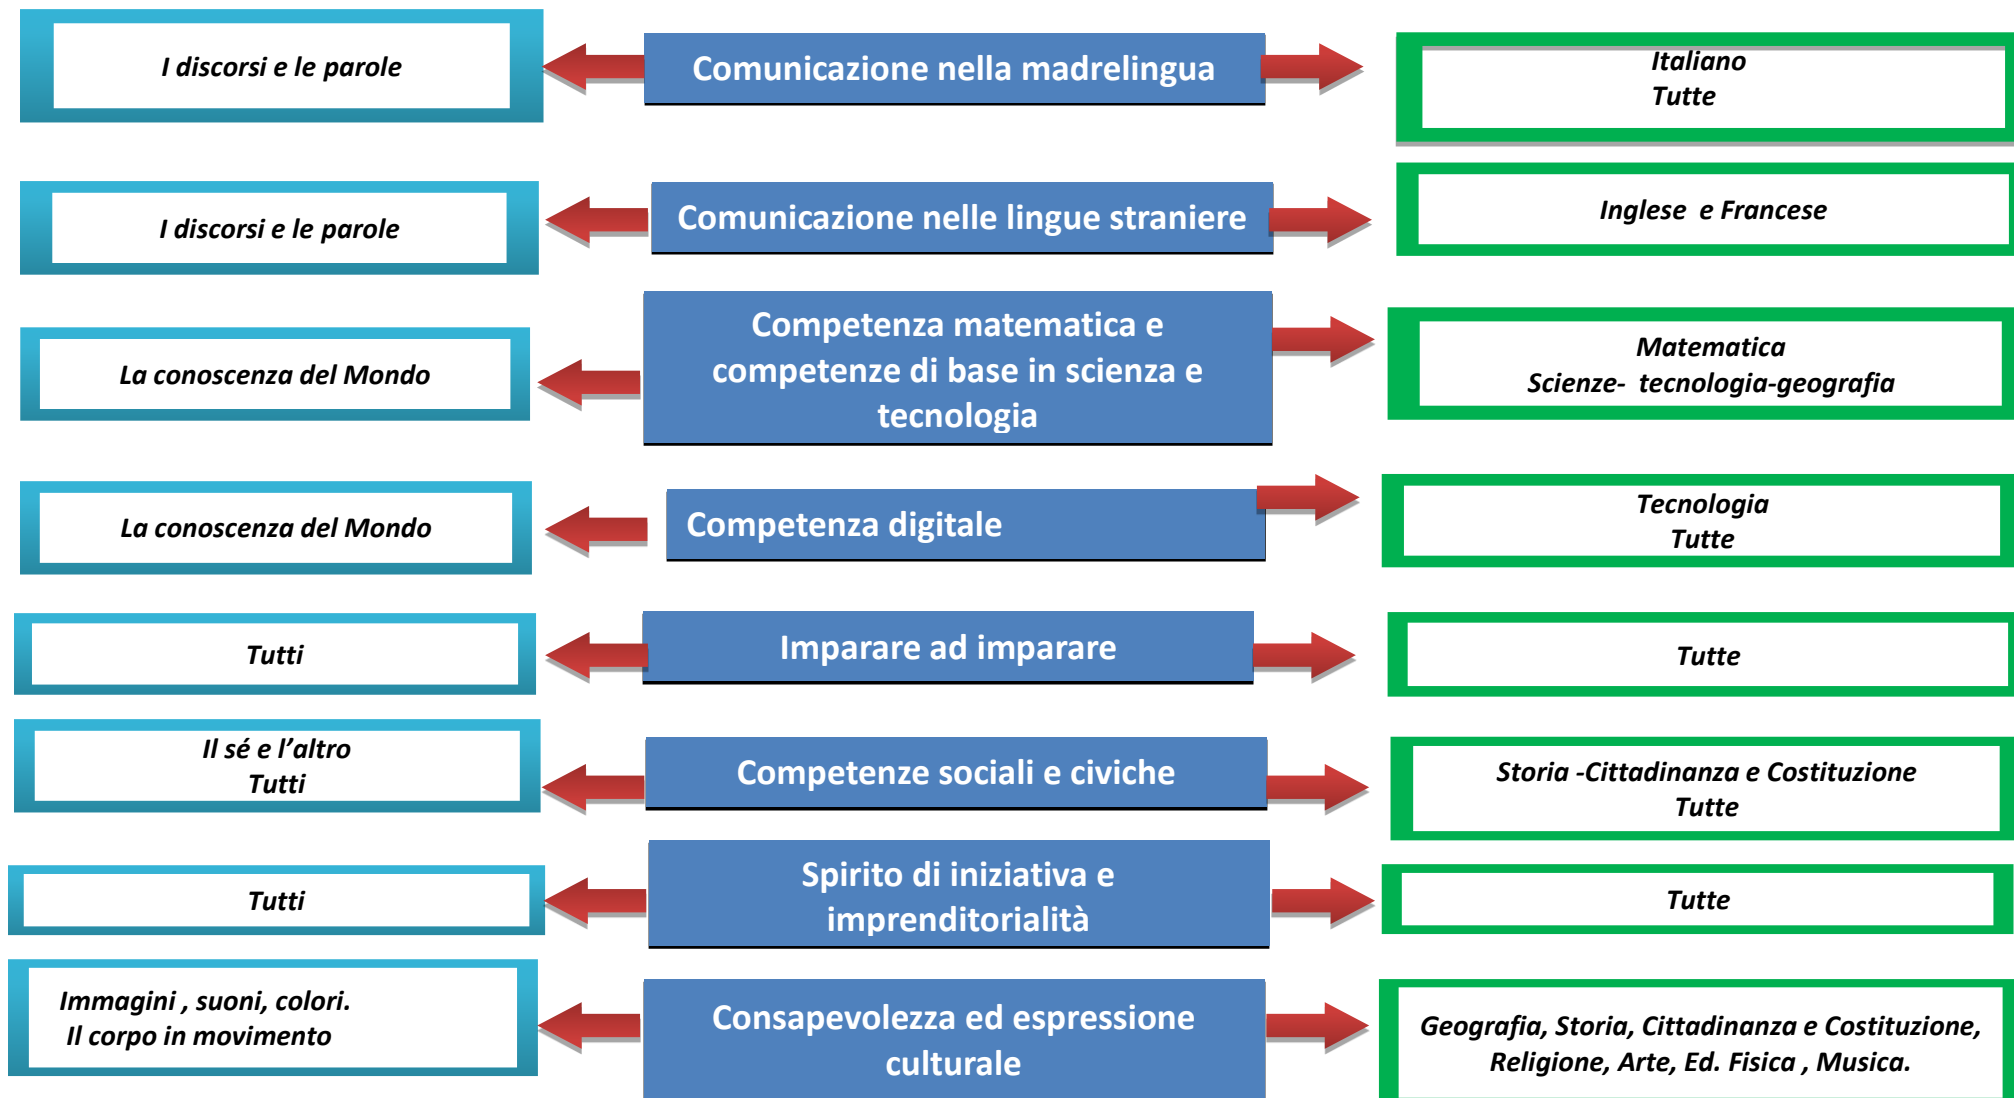 I discorsi e le parole
Comunicazione nella madrelingua
Italiano
Tutte
I discorsi e le parole
Comunicazione nelle lingue straniere
Inglese e Francese
La conoscenza del Mondo
Competenza matematica e
competenze di base in scienza e
tecnologia
Matematica
Scienze- tecnologia-geografia
La conoscenza del Mondo
Competenza digitale
Tecnologia
Tutte
Tutti
Imparare ad imparare
Tutte
Il sé e l’altro
Tutti
Competenze sociali e civiche
Storia -Cittadinanza e Costituzione
Tutte
Tutti
Spirito di iniziativa e
imprenditorialità
Tutte
Immagini , suoni, colori.
Il corpo in movimento
Consapevolezza ed espressione
culturale
Geografia, Storia, Cittadinanza e Costituzione,
Religione, Arte, Ed. Fisica , Musica.